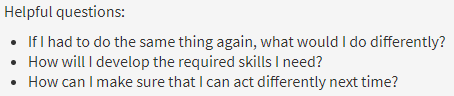 Helpful questions:
• If I had to do the same thing again, what would I do differently?
• How will I develop the required skills I need?
• How can I make sure that I can act differently next time?